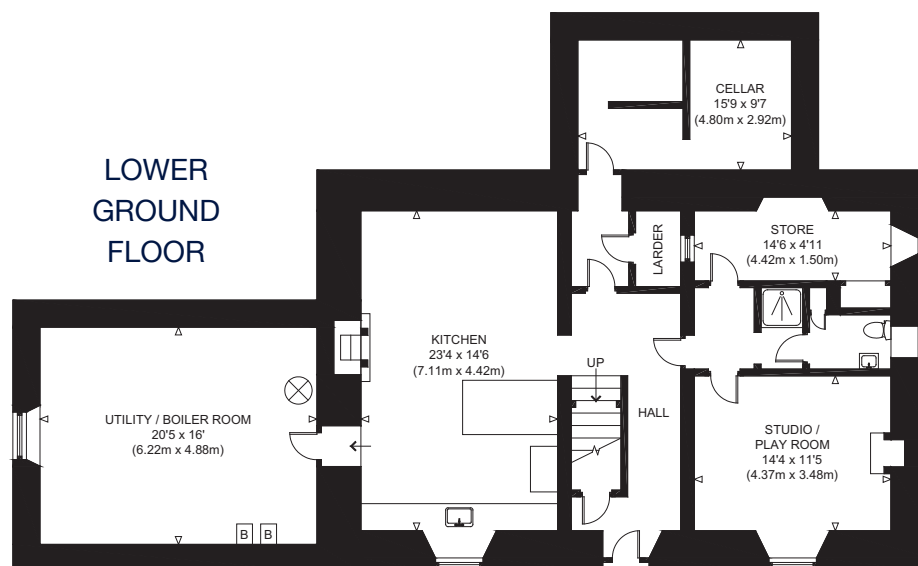 LOWER
GROUND
FLOOR
CELLAR
15'9 x 9'7
(4.80m x 2.92m)
STORE
14'6 x 4'11
(4.42m x 1.50m)
LARDER
KITCHEN
23'4 x 14'6
(7.11m x 4.42m)
UP
HALL
UTILITY / BOILER ROOM
20'5 x 16'
(6.22m x 4.88m)
STUDIO /
PLAY ROOM
14'4 x 11'5
(4.37m x 3.48m)
B
B